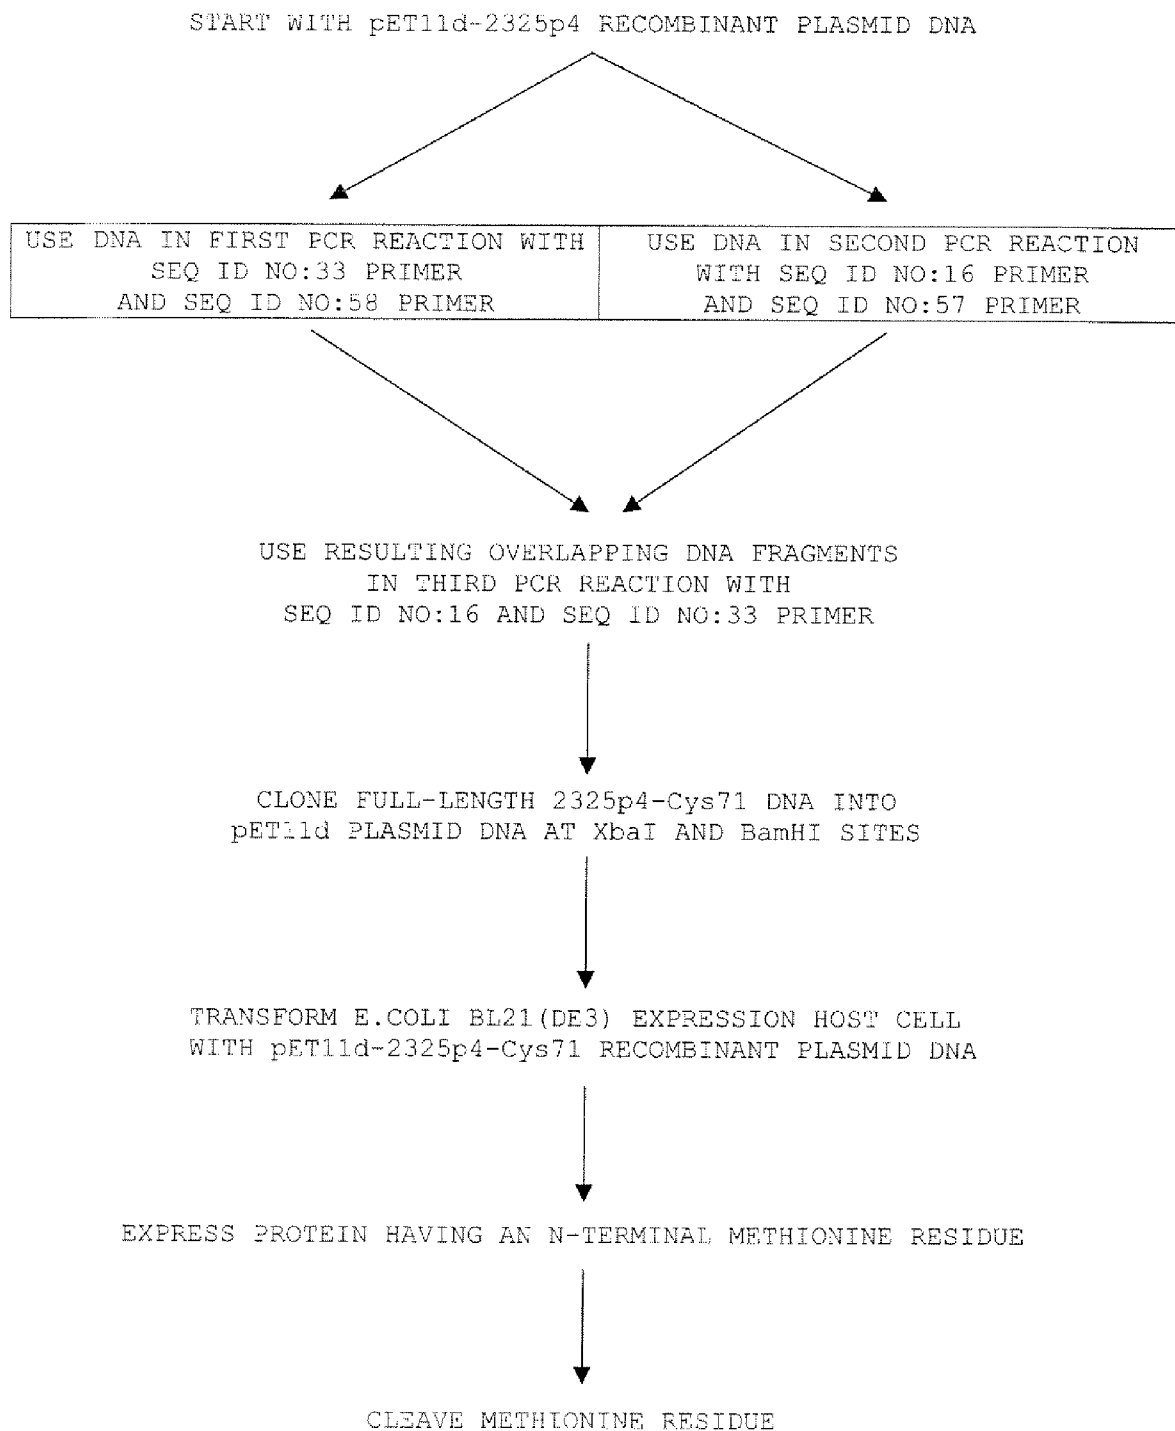 START WITH pET11d-2325p4 RECOMBINANT PLASMID DNA
USE DNA IN FIRST PCR REACTION WITH
SEQ ID NO:33 PRIMER
AND SEQ ID NO:58 PRIMER
USE DNA IN SECOND PCR REACTION
WITH SEQ ID NO:16 PRIMER
AND SEQ ID NO:57 PRIMER
USE RESULTING OVERLAPPING DNA FRAGMENTS
IN THIRD PCR REACTION WITH
SEQ ID NO:16 AND SEQ ID NO:33 PRIMER
CLONE FULL-LENGTH 2325p4-Cys71 DNA INTO
pET11d PLASMID DNA AT XbaI AND BamHI SITES
TRANSFORM E.COLI BL21(DE3) EXPRESSION HOST CELL
WITH pET11d-2325p4-Cys71 RECOMBINANT PLASMID DNA
EXPRESS PROTEIN HAVING AN N-TERMINAL METHIONINE RESIDUE
CLEAVE METHIONINE RESIDUE